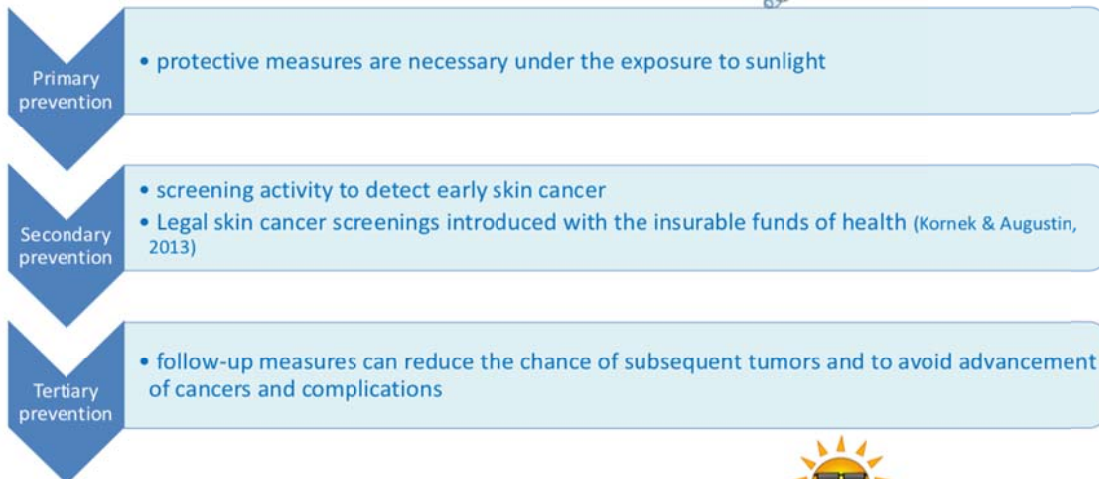 Primary
prevention
• protective measures are necessary under the exposure to sunlight
Secondary
prevention
• screening activity to detect early skin cancer
• Legal skin cancer screenings introduced with the insurable funds of health (Kornek & Augustin,
2013)
Tertiary
prevention
• follow-up measures can reduce the chance of subsequent tumors and to avoid advancement
of cancers and complications